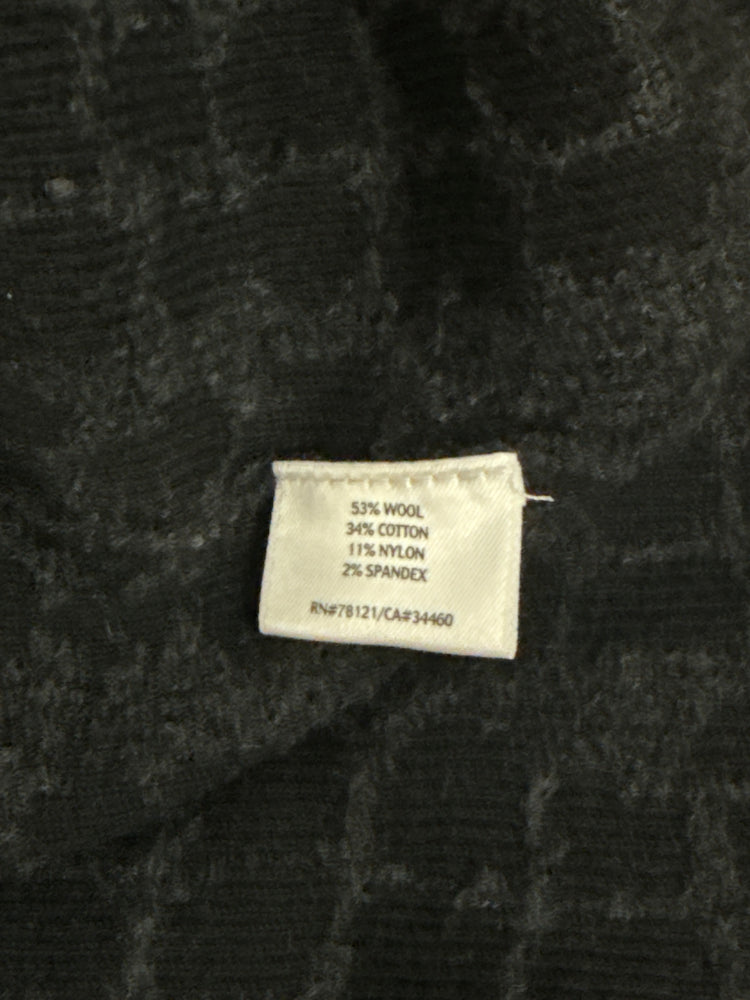 53% WOOL
34% COTTON
11% NYLON
2% SPANDEX
RN#78121/CA#34460